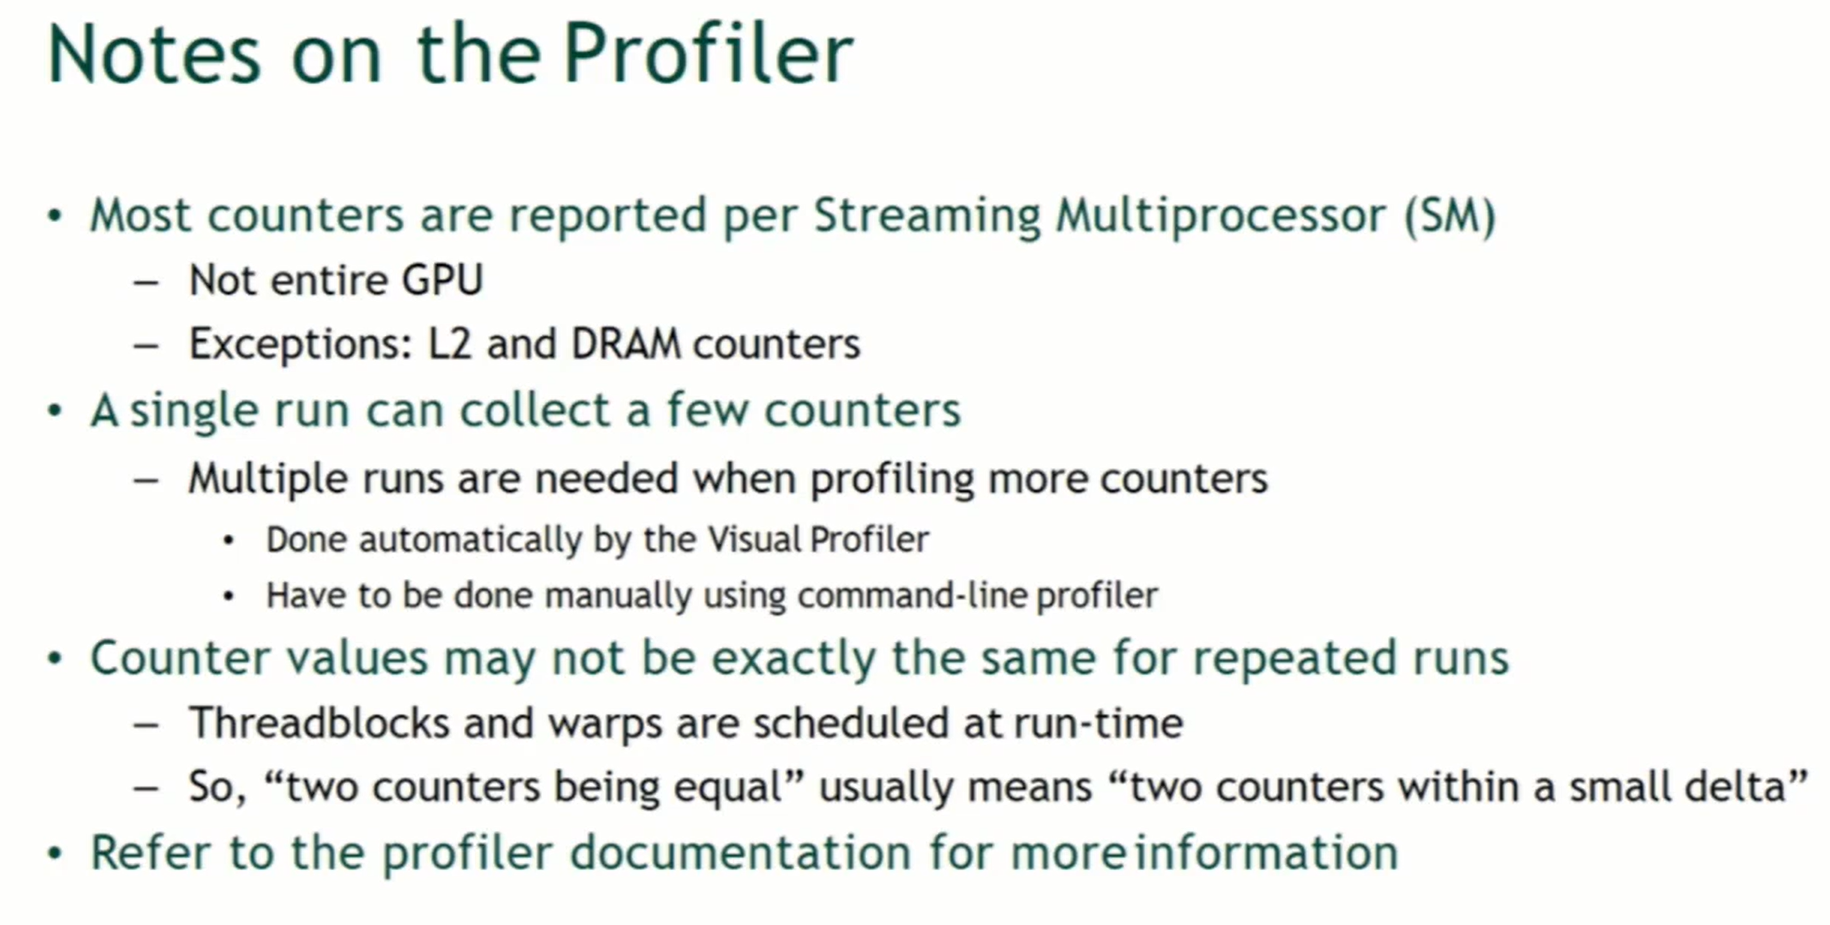 Notes on the Profiler
• Most counters are reported per Streaming Multiprocessor (SM)
– Not entire GPU
– Exceptions: L2 and DRAM counters
• A single run can collect a few counters
– Multiple runs are needed when profiling more counters
• Done automatically by the Visual Profiler
• Have to be done manually using command-line profiler
• Counter values may not be exactly the same for repeated runs
– Threadblocks and warps are scheduled at run-time
– So, “two counters being equal” usually means “two counters within a small delta”
• Refer to the profiler documentation for more information